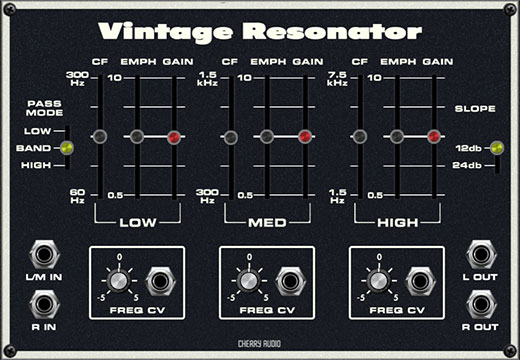 Vintage Resonator
CF EMPH GAIN CF EMPH GAIN CF EMPH GAIN
300 Hz 10 1.5 kHz 10 7.5 kHz 10
PASS MODE
SLOPE
LOW
BAND
HIGH
12db
24db
60 Hz 0.5 300 Hz 0.5 1.5 Hz 0.5
LOW MED HIGH
0 0 0
-5 5 -5 5 -5 5
FREQ CV FREQ CV FREQ CV
L/M IN L OUT
R IN R OUT
CHERRY AUDIO